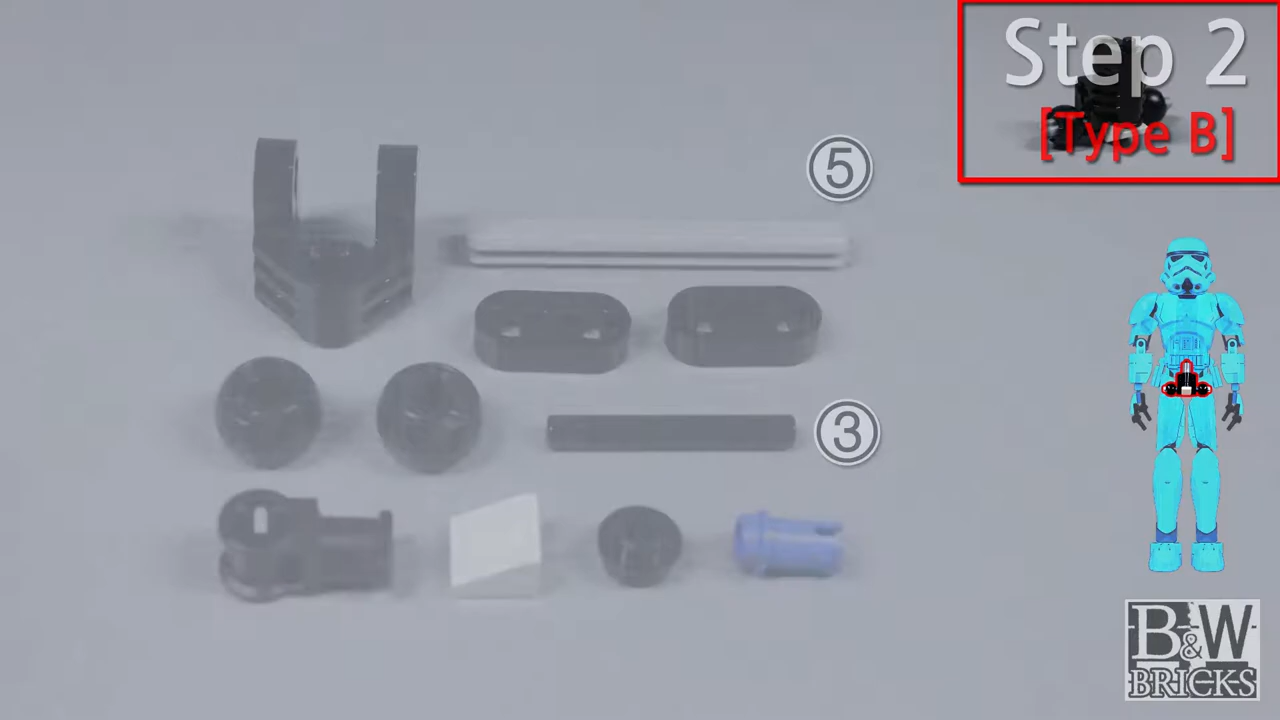 Step 2
[Type B]
⑤
③
B&W
BRICKS